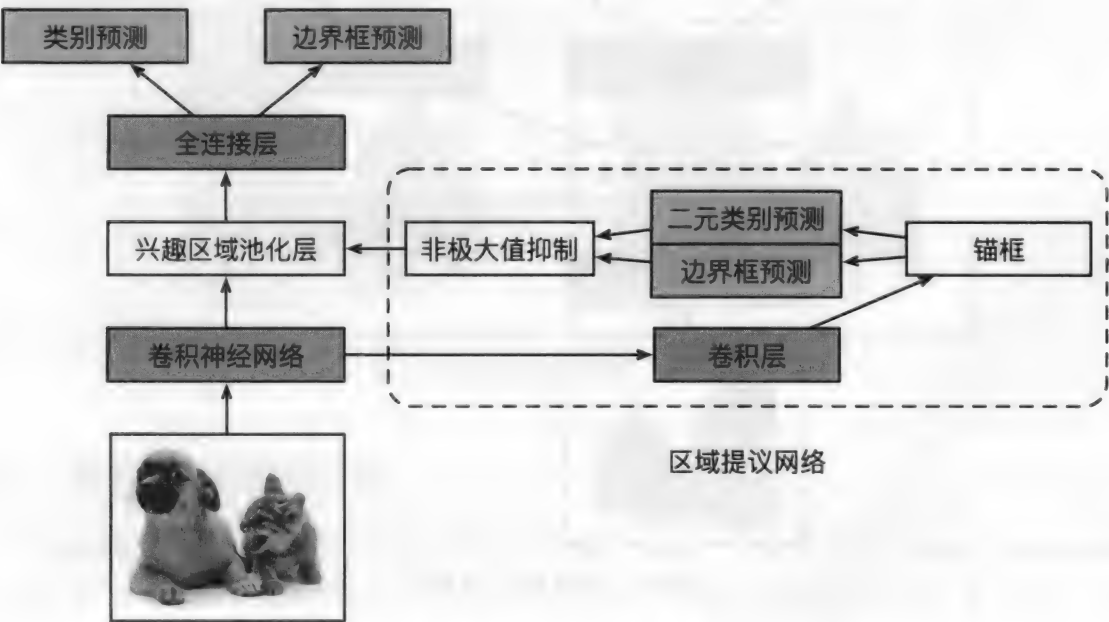 类别预测
边界框预测
全连接层
二元类别预测
兴趣区域池化层
非极大值抑制
锚框
边界框预测
卷积神经网络
卷积层
区域提议网络